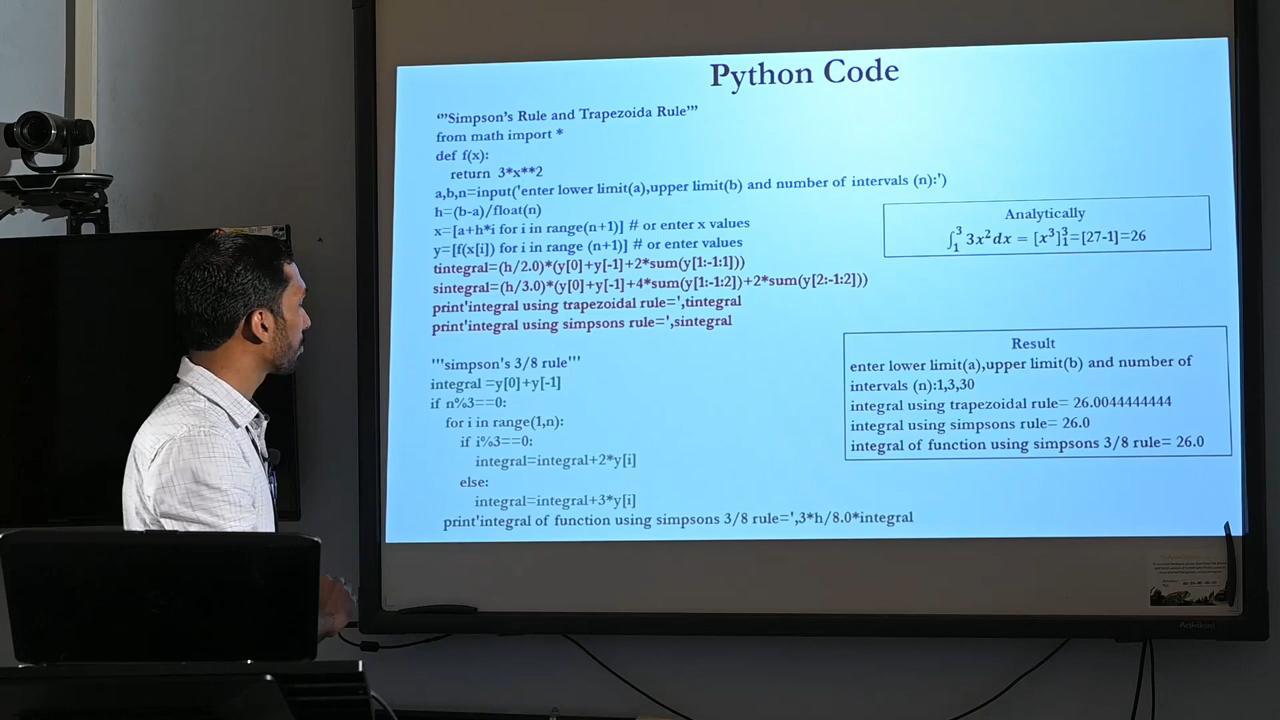 Python Code
‘”Simpson’s Rule and Trapezoida Rule”’
from math import *
def f(x):
return 3*x**2
a,b,n=input('enter lower limit(a),upper limit(b) and number of intervals (n):')
h=(b-a)/float(n)
x=[a+h*i for i in range(n+1)] # or enter x values
y=[f(x[i]) for i in range (n+1)] # or enter values
tintegral=(h/2.0)*(y[0]+y[-1]+2*sum(y[1:-1:1]))
sintegral=(h/3.0)*(y[0]+y[-1]+4*sum(y[1:-1:2])+2*sum(y[2:-1:2]))
print'integral using trapezoidal rule=',tintegral
print'integral using simpsons rule=',sintegral
'''simpson's 3/8 rule'''
integral =y[0]+y[-1]
if n%3==0:
for i in range(1,n):
if i%3==0:
integral=integral+2*y[i]
else:
integral=integral+3*y[i]
print'integral of function using simpsons 3/8 rule=',3*h/8.0*integral
Analytically
∫₁³ 3x²dx = [x³]₁³=[27-1]=26
Result
enter lower limit(a),upper limit(b) and number of
intervals (n):1,3,30
integral using trapezoidal rule= 26.0044444444
integral using simpsons rule= 26.0
integral of function using simpsons 3/8 rule= 26.0